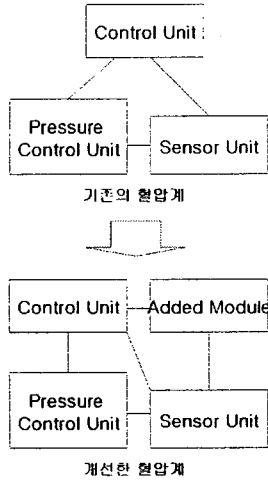 Control Unit
Pressure
Control Unit
Sensor Unit
기존의 혈압계
Control Unit
Added Module
Pressure
Control Unit
Sensor Unit
개선한 혈압계